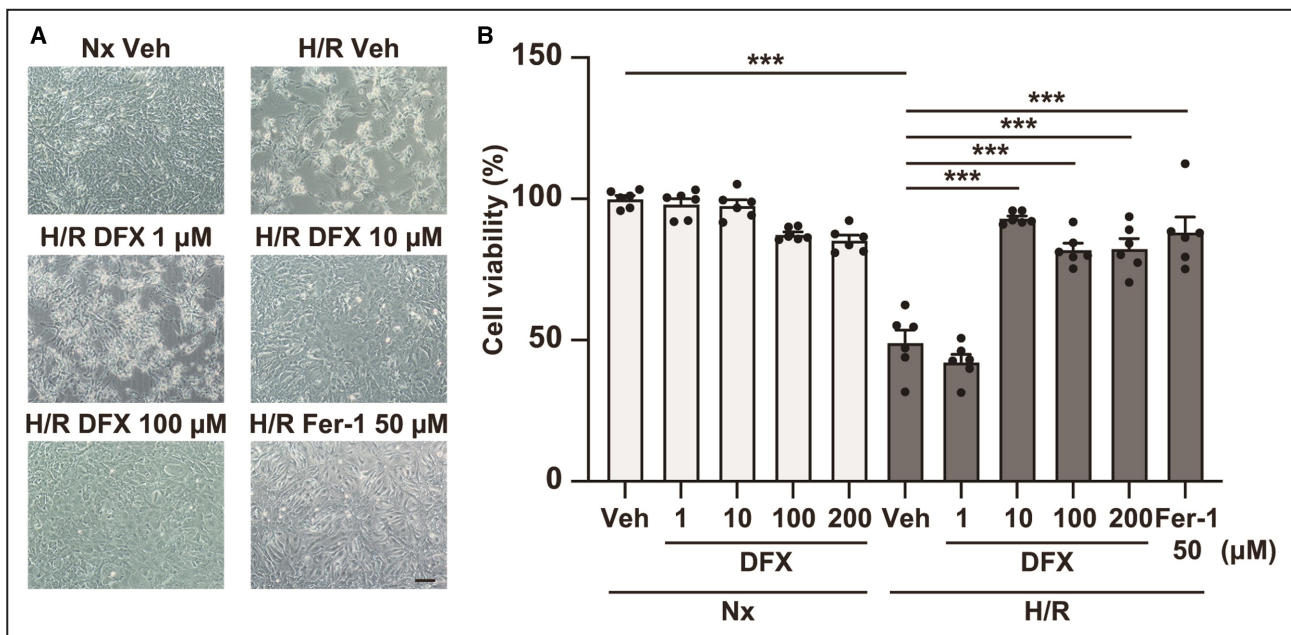 A
Nx Veh
H/R Veh
H/R DFX 1 µM
H/R DFX 10 µM
H/R DFX 100 µM
H/R Fer-1 50 µM
B
Cell viability (%)
150
100
50
0
***
***
***
***
***
Veh 1 10 100 200 Veh 1 10 100 200 Fer-1
DFX DFX 50 (µM)
Nx H/R